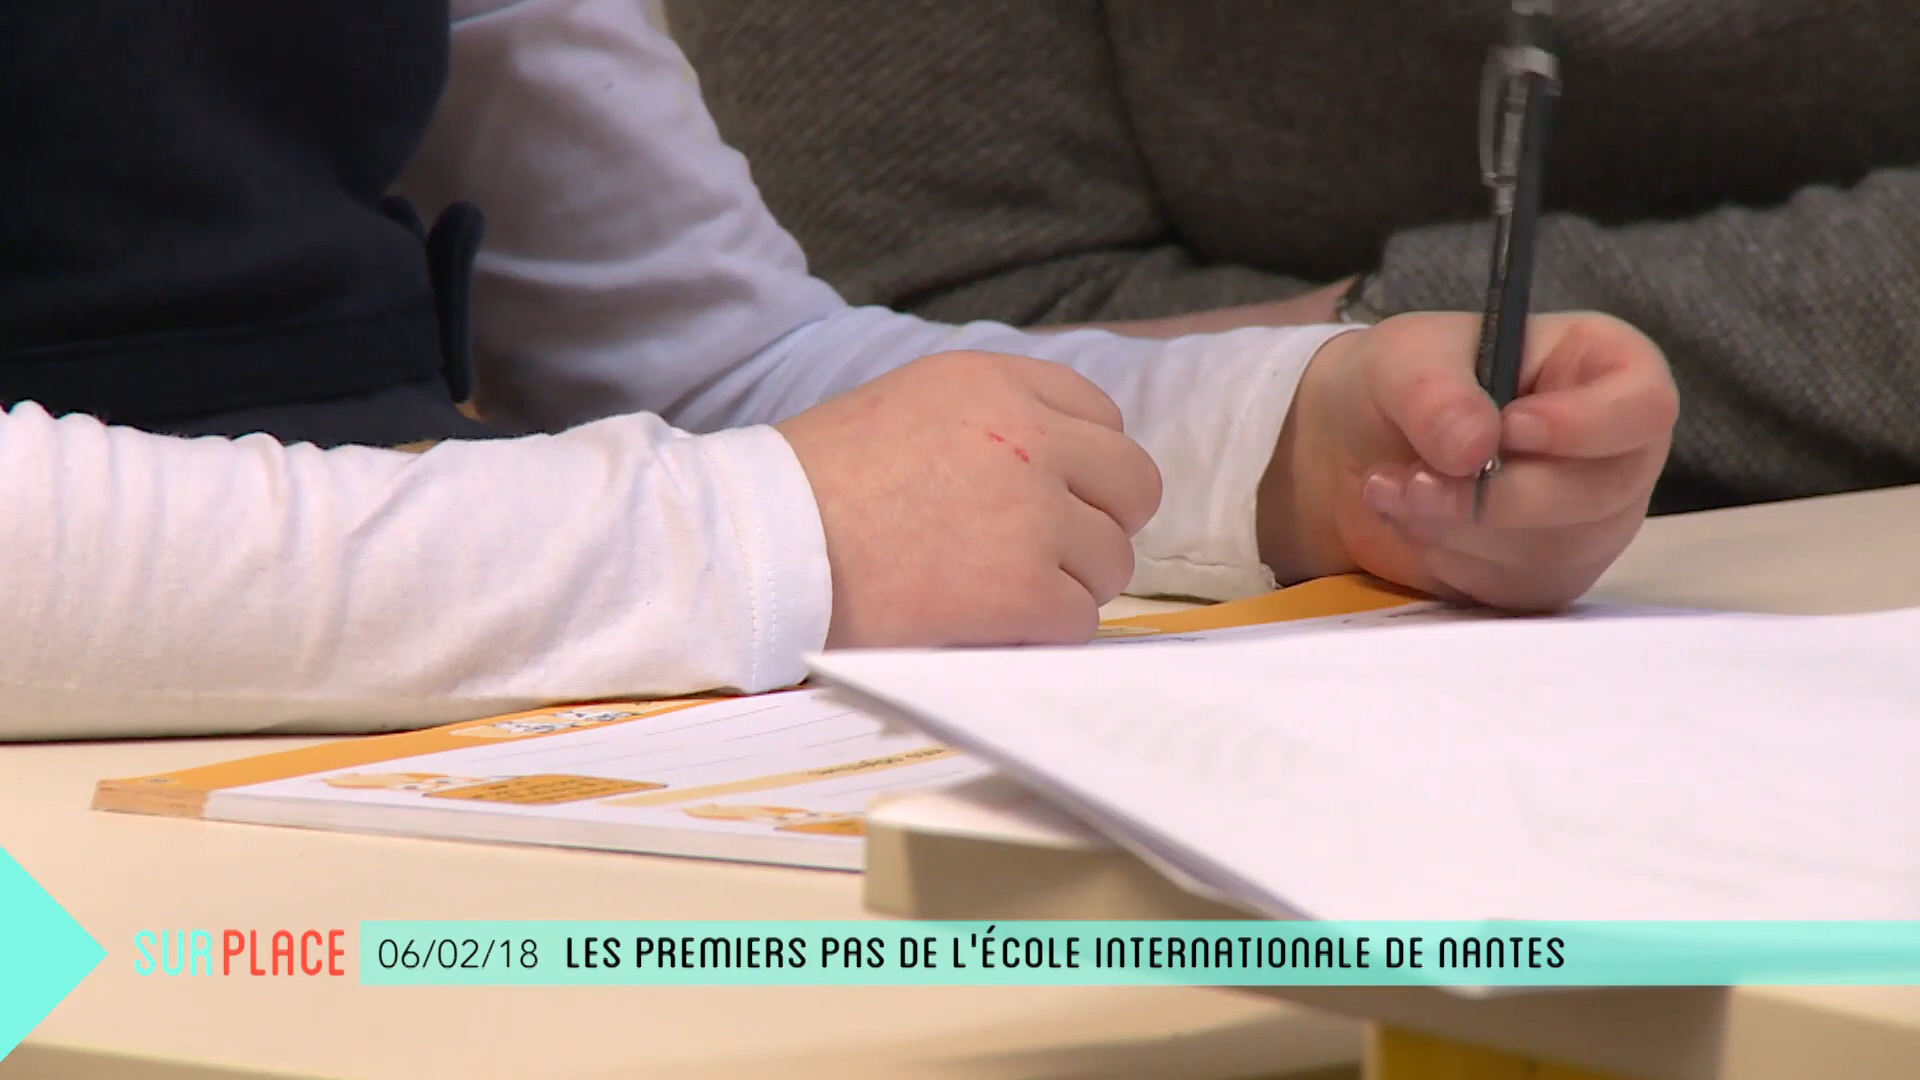 SUR PLACE 06/02/18 LES PREMIERS PAS DE L'ÉCOLE INTERNATIONALE DE NANTES